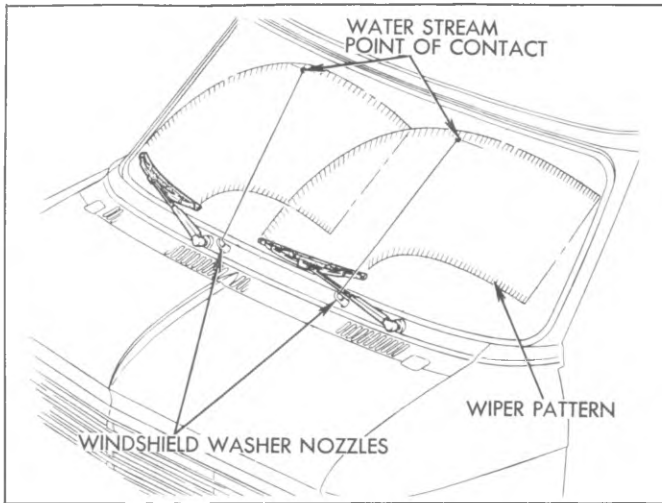 WATER STREAM
POINT OF CONTACT
WIPER PATTERN
WINDSHIELD WASHER NOZZLES